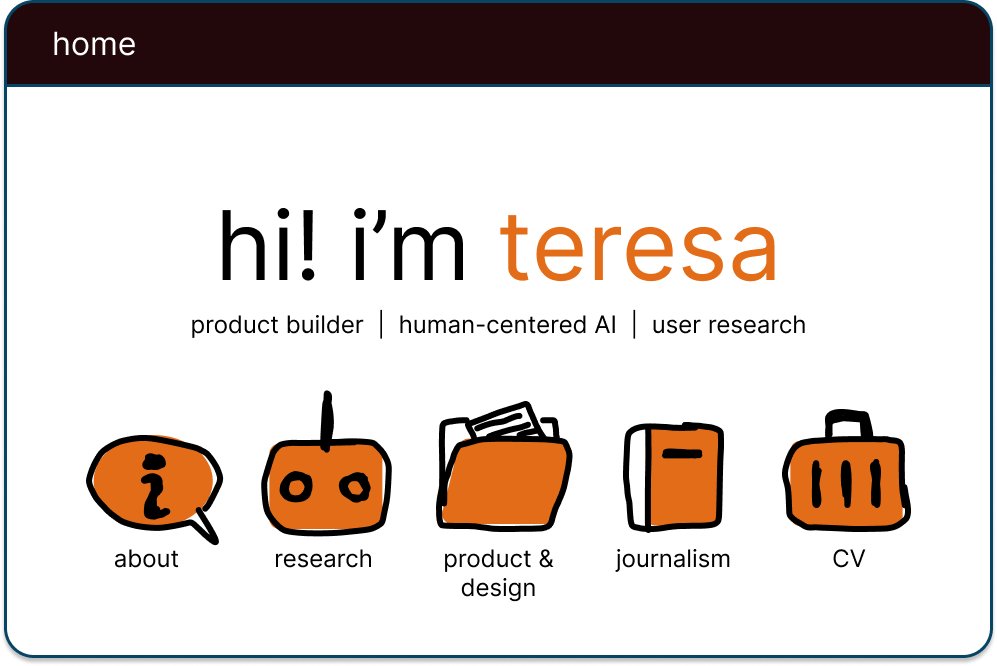 home
hi! i’m teresa
product builder | human-centered AI | user research
i
about
research
product &
design
journalism
CV